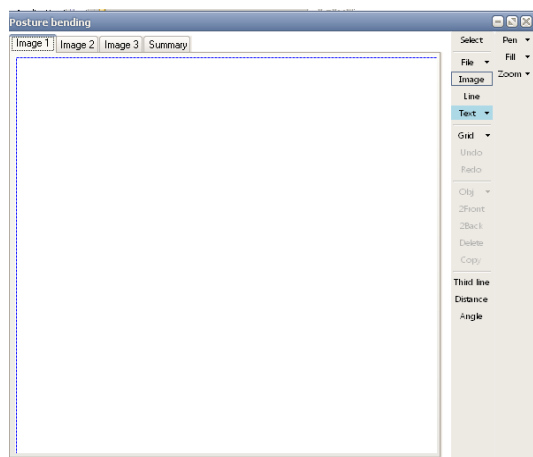 Posture bending
Image 1 Image 2 Image 3 Summary
Select Pen
File Fill
Image Zoom
Line
Text
Grid
Undo
Redo
Obj
2Front
2Back
Delete
Copy
Third line
Distance
Angle